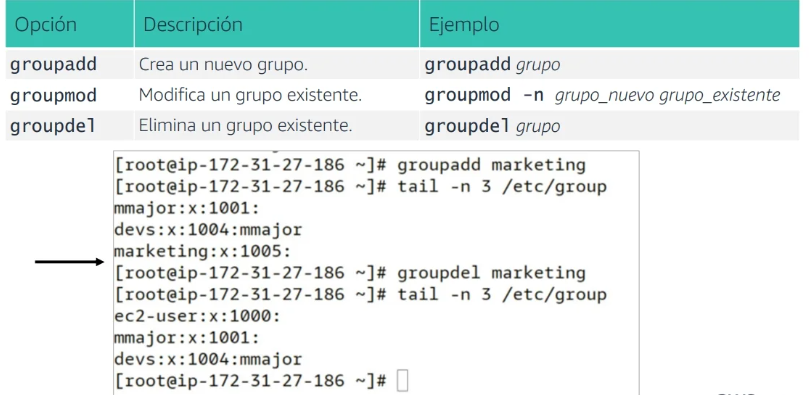 Opción Descripción Ejemplo
groupadd Crea un nuevo grupo. groupadd grupo
groupmod Modifica un grupo existente. groupmod -n grupo_nuevo grupo_existente
groupdel Elimina un grupo existente. groupdel grupo
[root@ip-172-31-27-186 ~]# groupadd marketing
[root@ip-172-31-27-186 ~]# tail -n 3 /etc/group
mmajor:x:1001:
devs:x:1004:mmajor
marketing:x:1005:
[root@ip-172-31-27-186 ~]# groupdel marketing
[root@ip-172-31-27-186 ~]# tail -n 3 /etc/group
ec2-user:x:1000:
mmajor:x:1001:
devs:x:1004:mmajor
[root@ip-172-31-27-186 ~]#